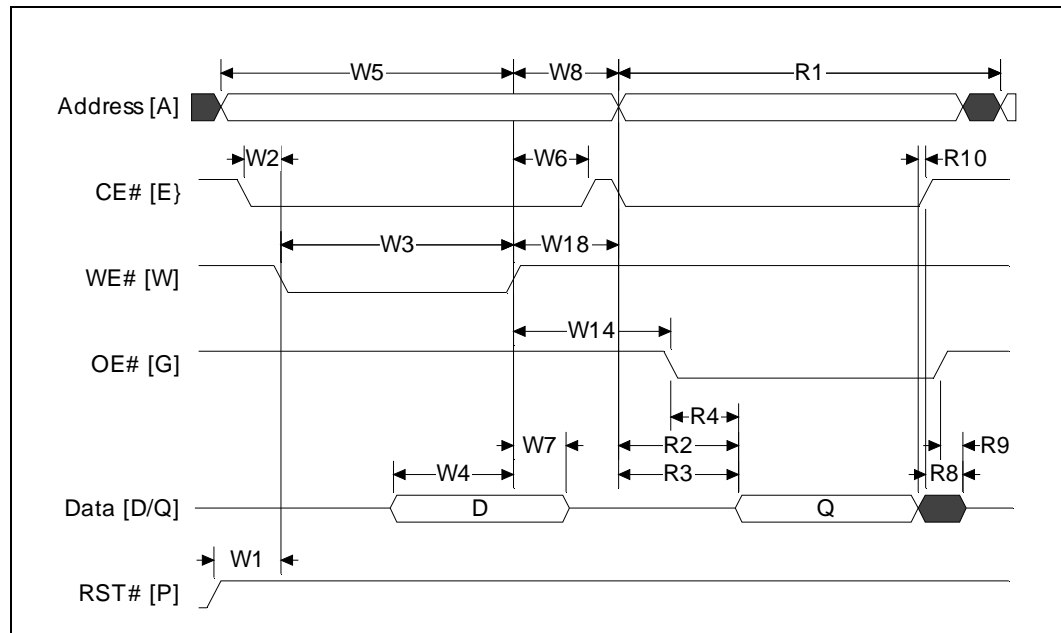 W5 W8 R1
Address [A]
W2 W6 R10
CE# [E}
W3 W18
WE# [W]
W14
OE# [G]
R4
W7 R2 R9
W4 R3 R8
Data [D/Q] D Q
W1
RST# [P]